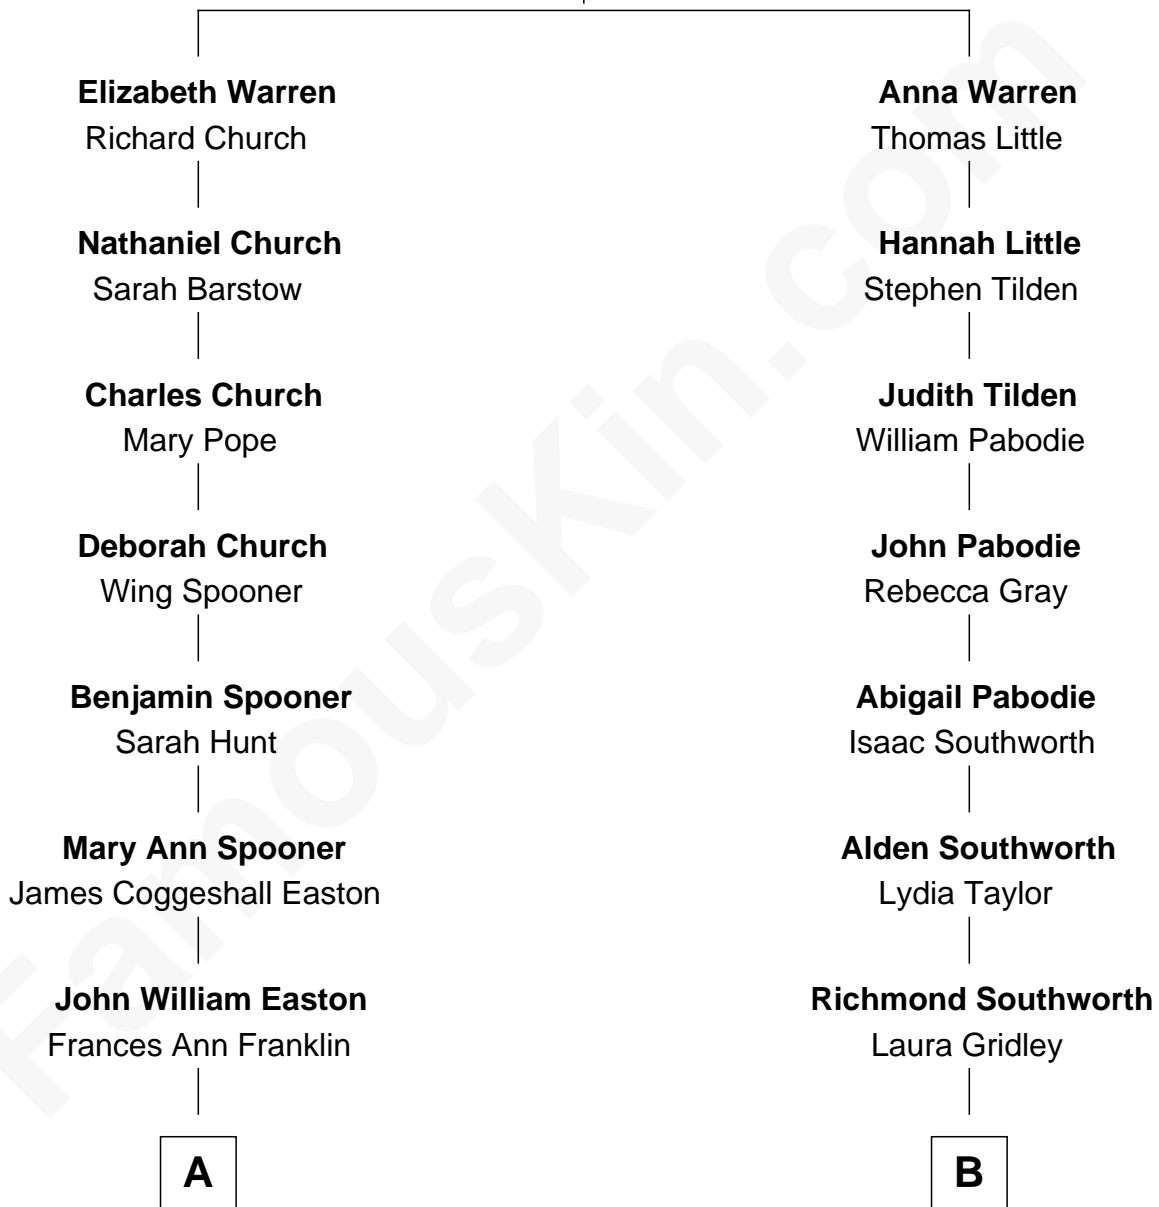 Elizabeth Warren
Richard Church
Nathaniel Church
Sarah Barstow
Charles Church
Mary Pope
Deborah Church
Wing Spooner
Benjamin Spooner
Sarah Hunt
Mary Ann Spooner
James Coggeshall Easton
John William Easton
Frances Ann Franklin
A
Anna Warren
Thomas Little
Hannah Little
Stephen Tilden
Judith Tilden
William Pabodie
John Pabodie
Rebecca Gray
Abigail Pabodie
Isaac Southworth
Alden Southworth
Lydia Taylor
Richmond Southworth
Laura Gridley
B
FamousKin.com